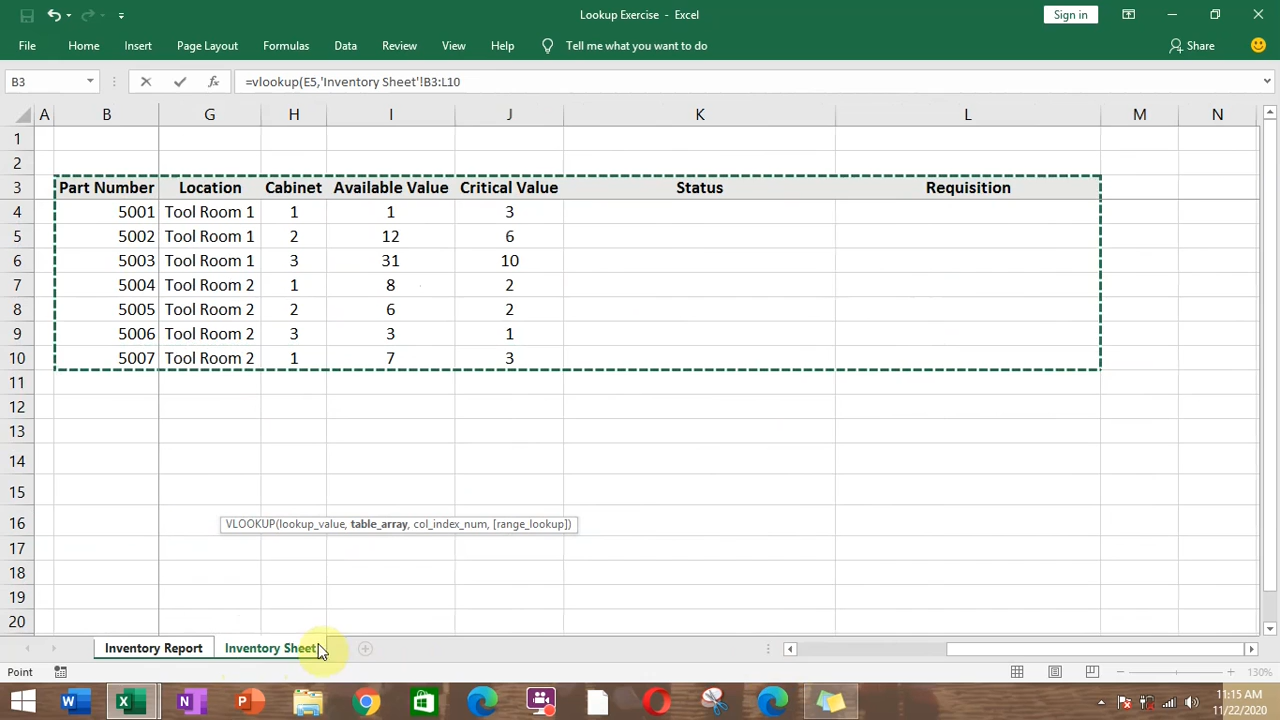 Lookup Exercise - Excel
Sign in
File Home Insert Page Layout Formulas Data Review View Help Tell me what you want to do Share
B3 fx =vlookup(E5,'Inventory Sheet'!B3:L10
A B G H I J K L M N
1
2
3 Part Number Location Cabinet Available Value Critical Value Status Requisition
4 5001 Tool Room 1 1 1 3
5 5002 Tool Room 1 2 12 6
6 5003 Tool Room 1 3 31 10
7 5004 Tool Room 2 1 8 2
8 5005 Tool Room 2 2 6 2
9 5006 Tool Room 2 3 3 1
10 5007 Tool Room 2 1 7 3
11
12
13
14
15
16 VLOOKUP(lookup_value, table_array, col_index_num, [range_lookup])
17
18
19
20
Inventory Report Inventory Sheet
Point 130%
11:15 AM
11/22/2020